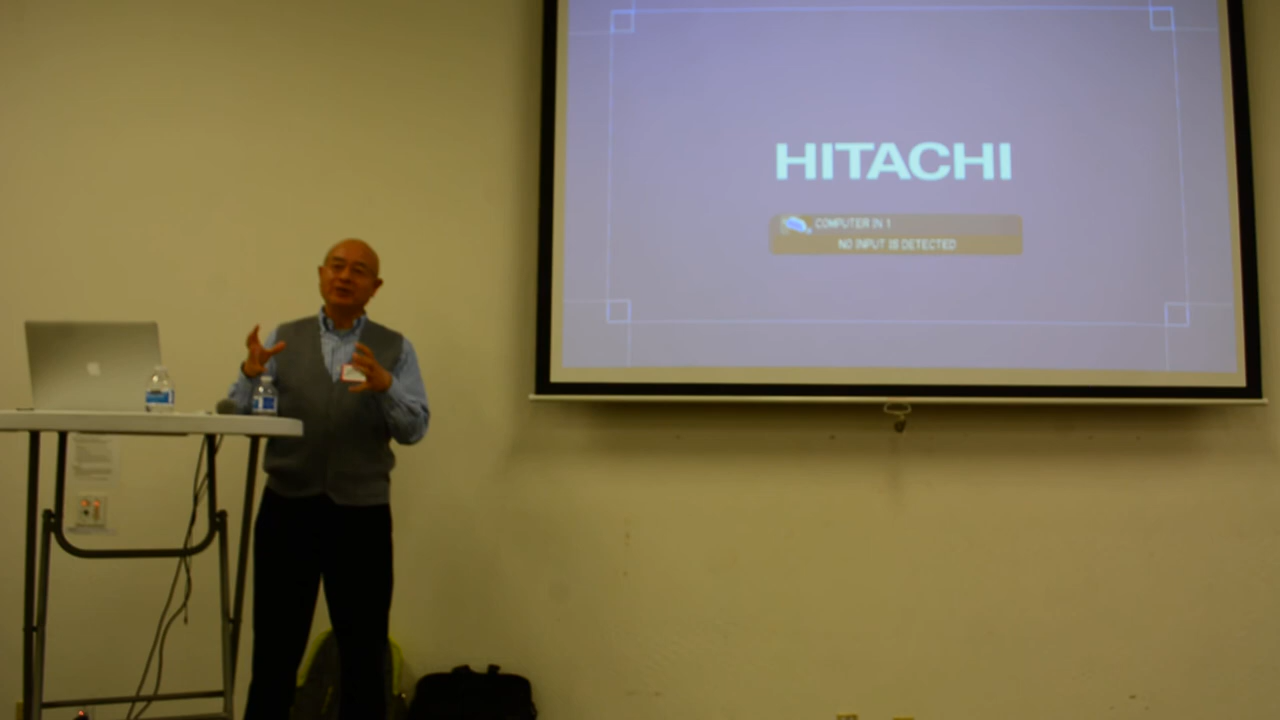 HITACHI
COMPUTER IN 1
NO INPUT IS DETECTED